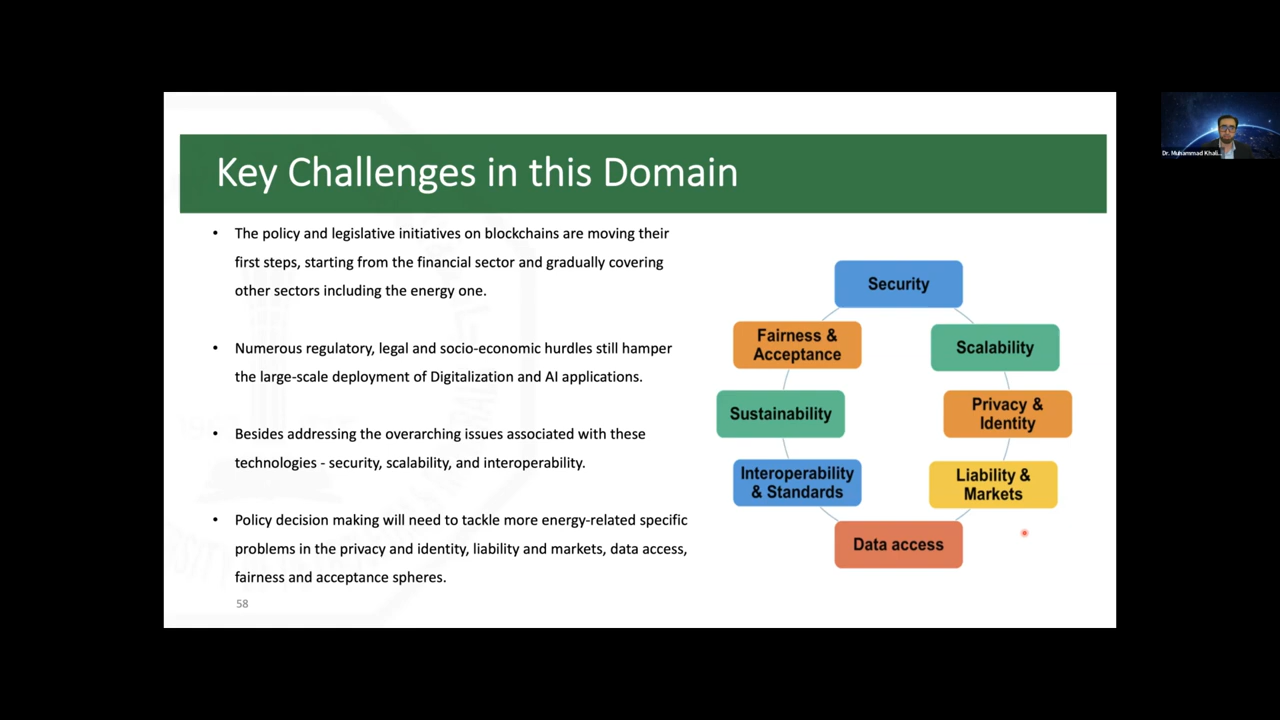 Key Challenges in this Domain
• The policy and legislative initiatives on blockchains are moving their
first steps, starting from the financial sector and gradually covering
other sectors including the energy one.
• Numerous regulatory, legal and socio-economic hurdles still hamper
the large-scale deployment of Digitalization and AI applications.
• Besides addressing the overarching issues associated with these
technologies - security, scalability, and interoperability.
• Policy decision making will need to tackle more energy-related specific
problems in the privacy and identity, liability and markets, data access,
fairness and acceptance spheres.
58
Security
Scalability
Privacy &
Identity
Liability &
Markets
Data access
Interoperability
& Standards
Sustainability
Fairness &
Acceptance
Dr. Muhammad Khali...